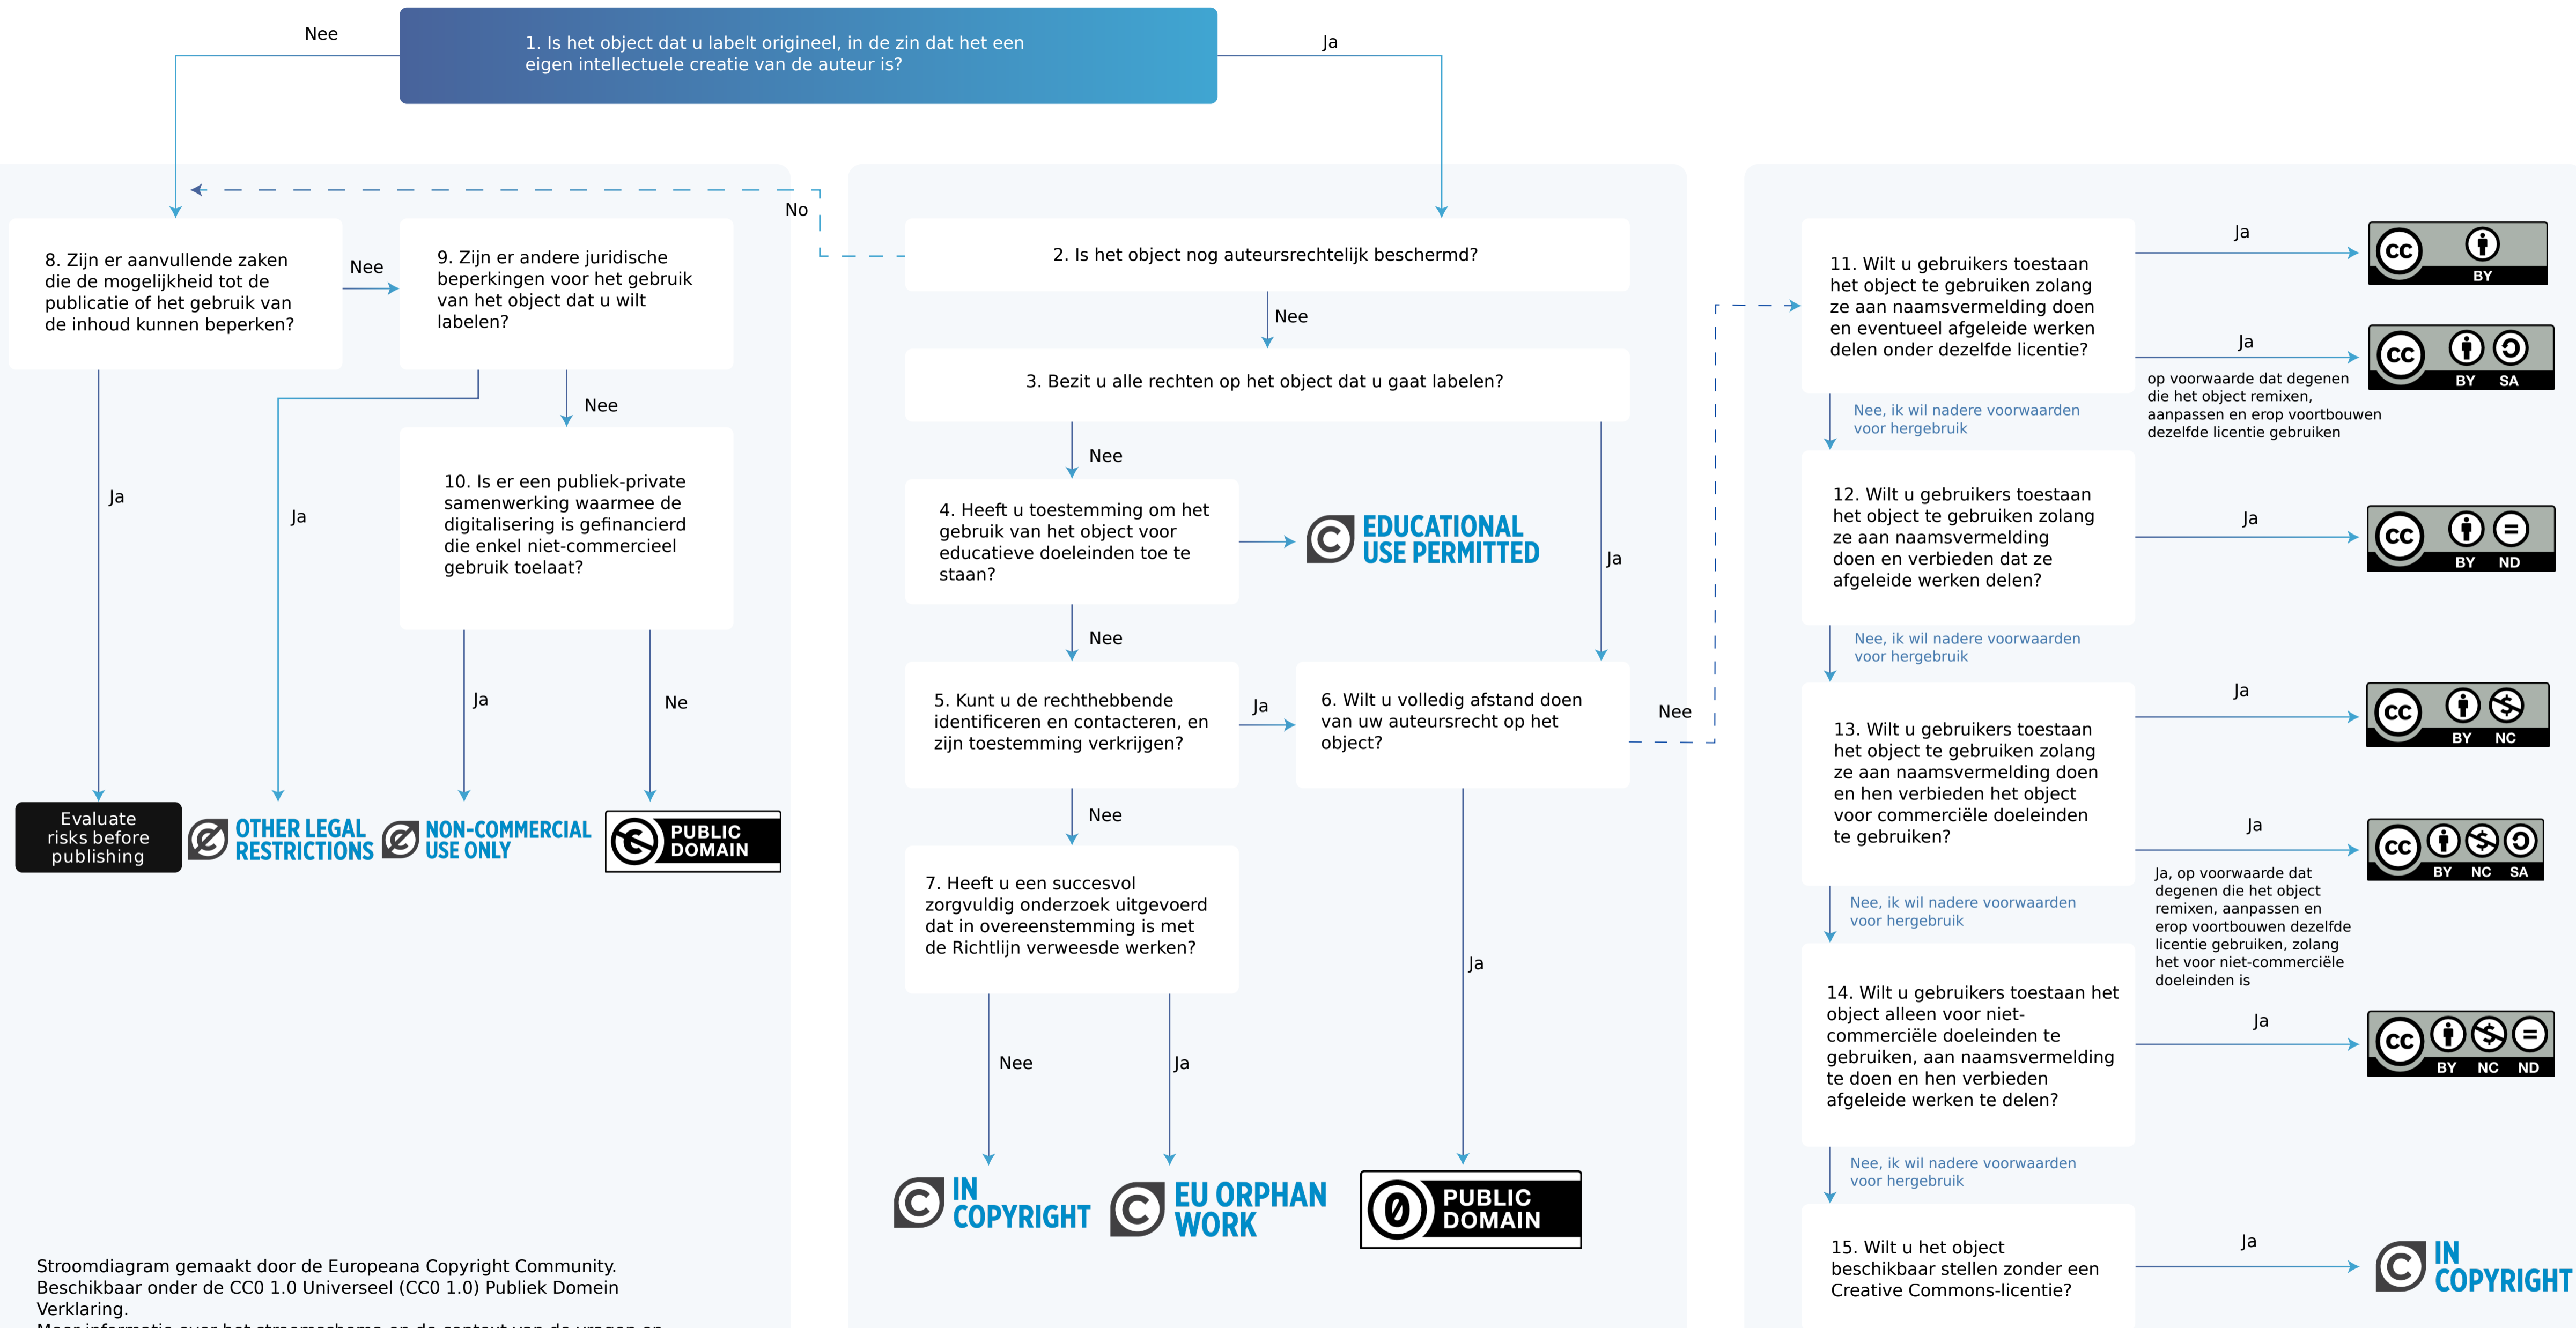 Nee
1. Is het object dat u labelt origineel, in de zin dat het een
eigen intellectuele creatie van de auteur is?
Ja
No
8. Zijn er aanvullende zaken
die de mogelijkheid tot de
publicatie of het gebruik van
de inhoud kunnen beperken?
Nee
9. Zijn er andere juridische
beperkingen voor het gebruik
van het object dat u wilt
labelen?
Nee
Ja
Ja
10. Is er een publiek-private
samenwerking waarmee de
digitalisering is gefinancierd
die enkel niet-commercieel
gebruik toelaat?
Ja
Ne
Evaluate
risks before
publishing
OTHER LEGAL
RESTRICTIONS
NON-COMMERCIAL
USE ONLY
PUBLIC
DOMAIN
Stroomdiagram gemaakt door de Europeana Copyright Community.
Beschikbaar onder de CC0 1.0 Universeel (CC0 1.0) Publiek Domein
Verklaring.
2. Is het object nog auteursrechtelijk beschermd?
Nee
3. Bezit u alle rechten op het object dat u gaat labelen?
Nee
Ja
4. Heeft u toestemming om het
gebruik van het object voor
educatieve doeleinden toe te
staan?
EDUCATIONAL
USE PERMITTED
Nee
5. Kunt u de rechthebbende
identificeren en contacteren, en
zijn toestemming verkrijgen?
Ja
6. Wilt u volledig afstand doen
van uw auteursrecht op het
object?
Nee
Nee
7. Heeft u een succesvol
zorgvuldig onderzoek uitgevoerd
dat in overeenstemming is met
de Richtlijn verweesde werken?
Ja
Nee
Ja
IN
COPYRIGHT
EU ORPHAN
WORK
PUBLIC
DOMAIN
11. Wilt u gebruikers toestaan
het object te gebruiken zolang
ze aan naamsvermelding doen
en eventueel afgeleide werken
delen onder dezelfde licentie?
Ja
CC
BY
Ja
CC
BY SA
op voorwaarde dat degenen
die het object remixen,
aanpassen en erop voortbouwen
dezelfde licentie gebruiken
Nee, ik wil nadere voorwaarden
voor hergebruik
12. Wilt u gebruikers toestaan
het object te gebruiken zolang
ze aan naamsvermelding
doen en verbieden dat ze
afgeleide werken delen?
Ja
CC
BY ND
Nee, ik wil nadere voorwaarden
voor hergebruik
13. Wilt u gebruikers toestaan
het object te gebruiken zolang
ze aan naamsvermelding doen
en hen verbieden het object
voor commerciële doeleinden
te gebruiken?
Ja
CC
BY NC
Ja
CC
BY NC SA
Ja, op voorwaarde dat
degenen die het object
remixen, aanpassen en
erop voortbouwen dezelfde
licentie gebruiken, zolang
het voor niet-commerciële
doeleinden is
Nee, ik wil nadere voorwaarden
voor hergebruik
14. Wilt u gebruikers toestaan het
object alleen voor niet-
commerciële doeleinden te
gebruiken, aan naamsvermelding
te doen en hen verbieden
afgeleide werken te delen?
Ja
CC
BY NC ND
Nee, ik wil nadere voorwaarden
voor hergebruik
15. Wilt u het object
beschikbaar stellen zonder een
Creative Commons-licentie?
Ja
IN
COPYRIGHT